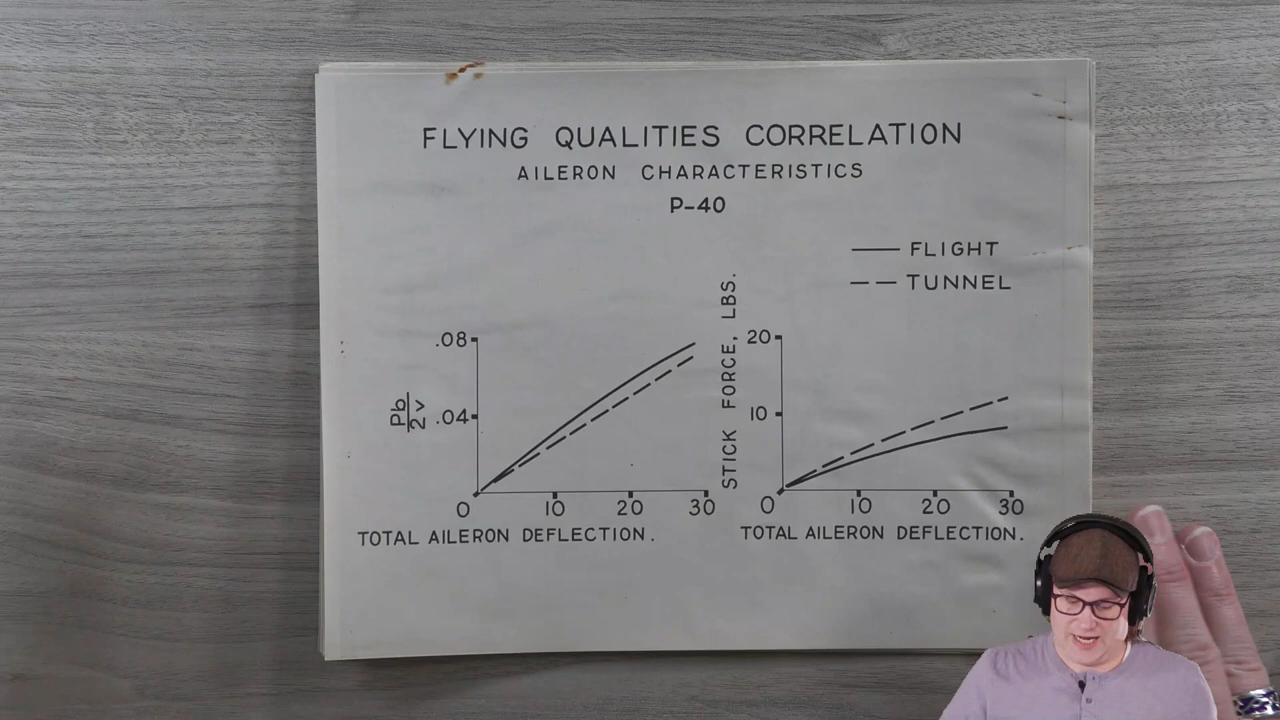 FLYING QUALITIES CORRELATION
AILERON CHARACTERISTICS
P-40
FLIGHT
TUNNEL
.08
.04
Pb
2v
0 10 20 30
TOTAL AILERON DEFLECTION.
STICK FORCE, LBS.
20
10
0 10 20 30
TOTAL AILERON DEFLECTION.